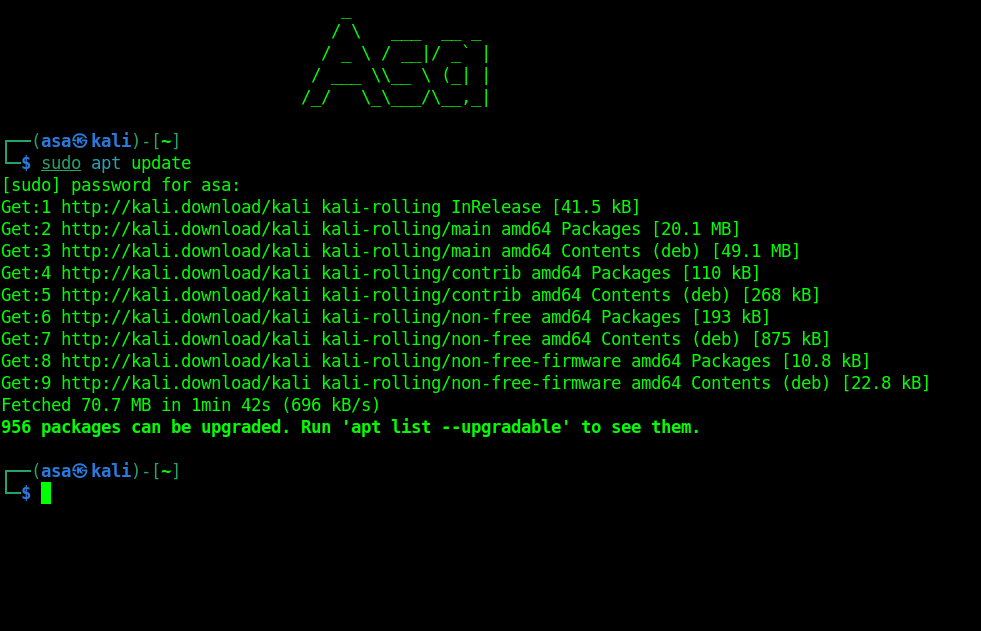 Asa
┌──(asa㉿kali)-[~]
└─$ sudo apt update
[sudo] password for asa:
Get:1 http://kali.download/kali kali-rolling InRelease [41.5 kB]
Get:2 http://kali.download/kali kali-rolling/main amd64 Packages [20.1 MB]
Get:3 http://kali.download/kali kali-rolling/main amd64 Contents (deb) [49.1 MB]
Get:4 http://kali.download/kali kali-rolling/contrib amd64 Packages [110 kB]
Get:5 http://kali.download/kali kali-rolling/contrib amd64 Contents (deb) [268 kB]
Get:6 http://kali.download/kali kali-rolling/non-free amd64 Packages [193 kB]
Get:7 http://kali.download/kali kali-rolling/non-free amd64 Contents (deb) [875 kB]
Get:8 http://kali.download/kali kali-rolling/non-free-firmware amd64 Packages [10.8 kB]
Get:9 http://kali.download/kali kali-rolling/non-free-firmware amd64 Contents (deb) [22.8 kB]
Fetched 70.7 MB in 1min 42s (696 kB/s)
956 packages can be upgraded. Run 'apt list --upgradable' to see them.
┌──(asa㉿kali)-[~]
└─$